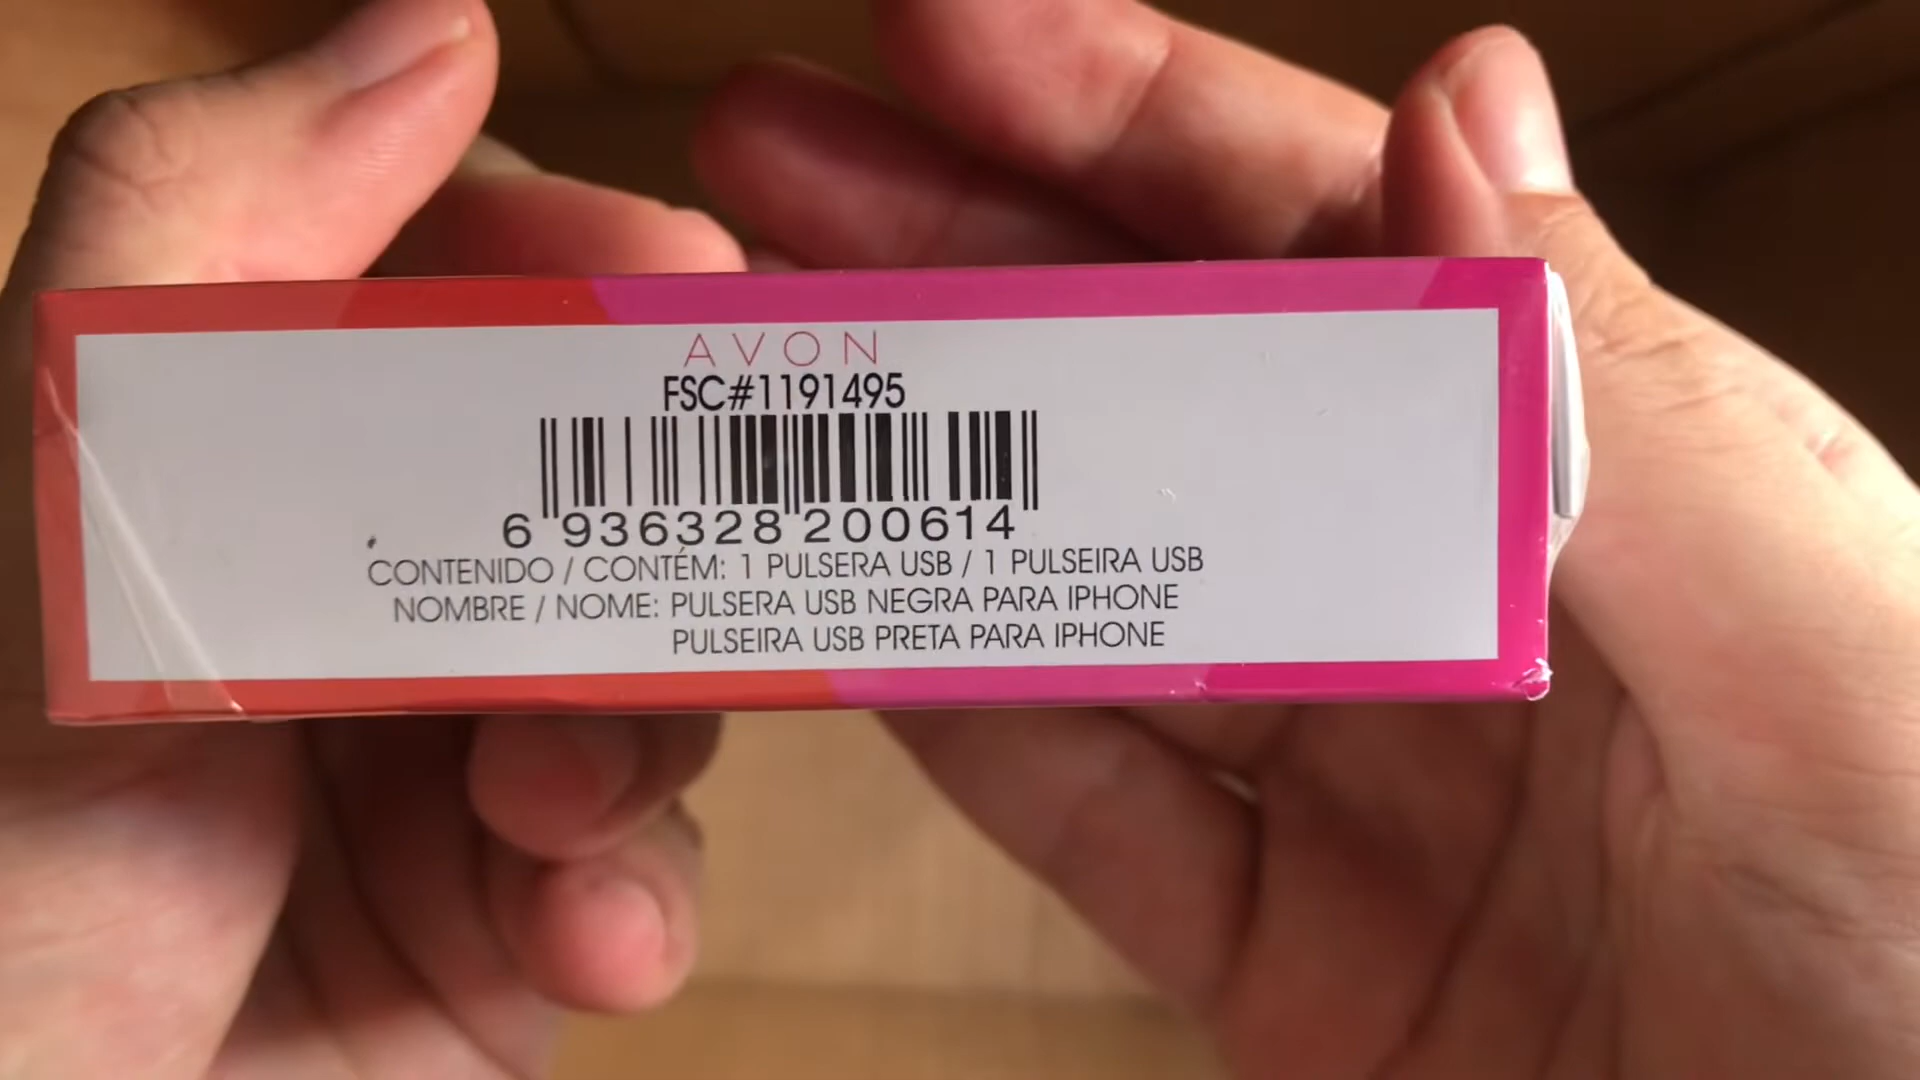 AVON
FSC#1191495
6 936328 200614
CONTENIDO / CONTÉM: 1 PULSERA USB / 1 PULSEIRA USB
NOMBRE / NOME: PULSERA USB NEGRA PARA IPHONE
PULSEIRA USB PRETA PARA IPHONE